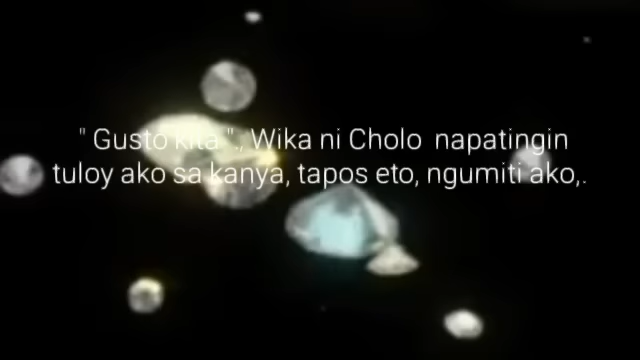 " Gusto kita "., Wika ni Cholo napatingin
tuloy ako sa kanya, tapos eto, ngumiti ako,.